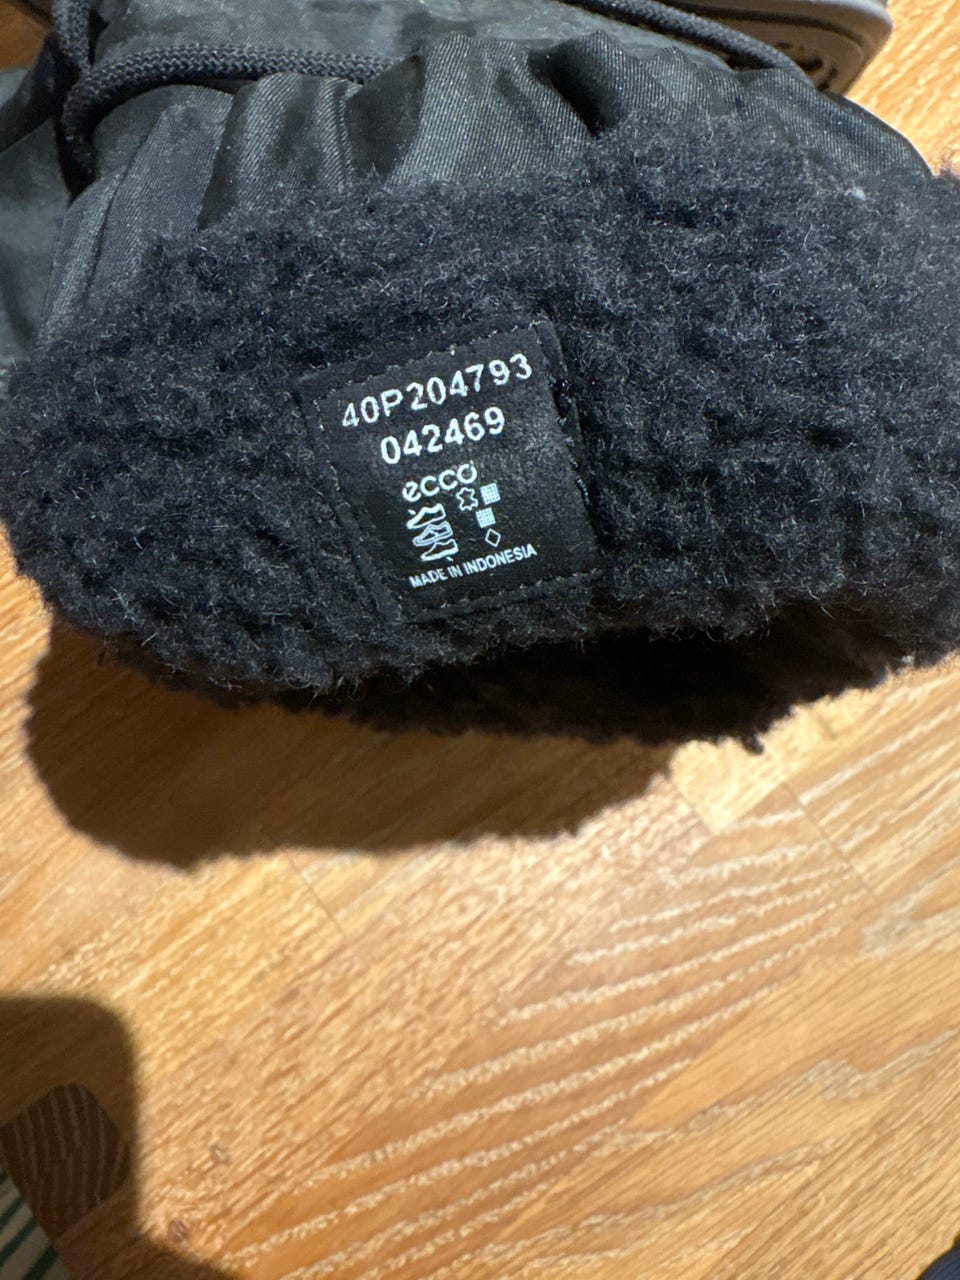 40P204793
042469
ecco
MADE IN INDONESIA